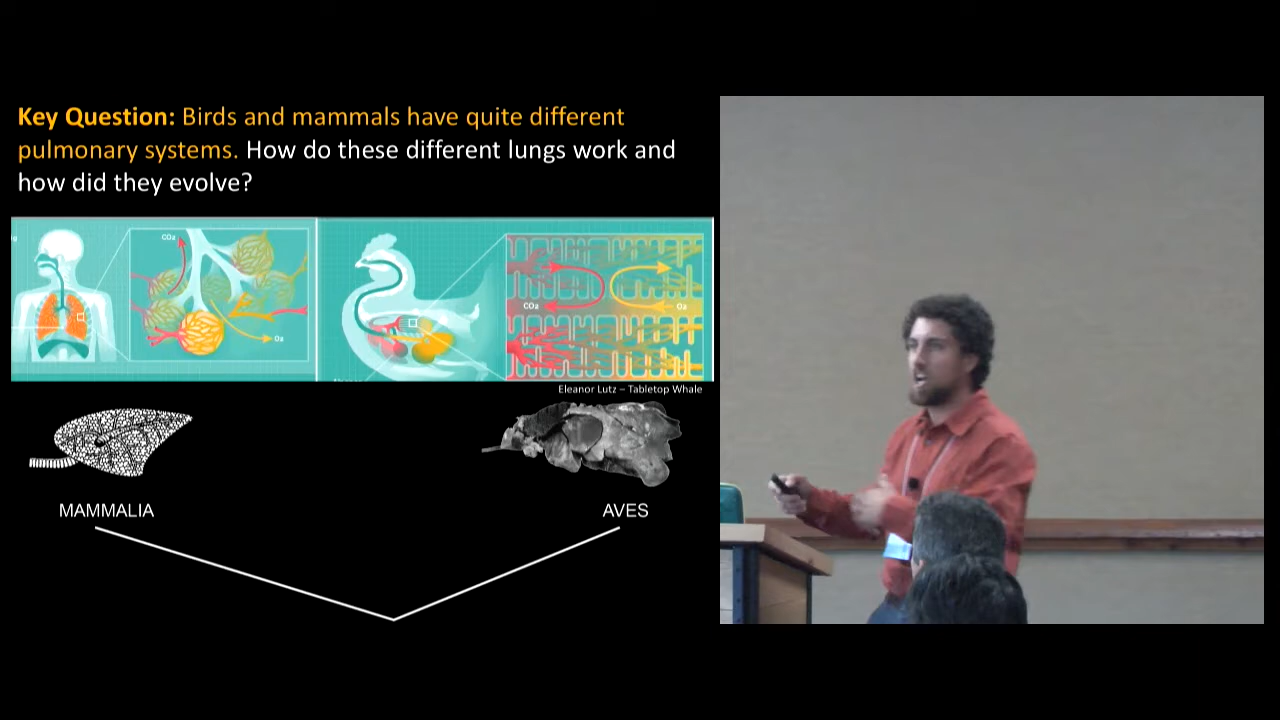 Key Question: Birds and mammals have quite different
pulmonary systems. How do these different lungs work and
how did they evolve?
CO₂
O₂
CO₂
O₂
Eleanor Lutz – Tabletop Whale
MAMMALIA
AVES